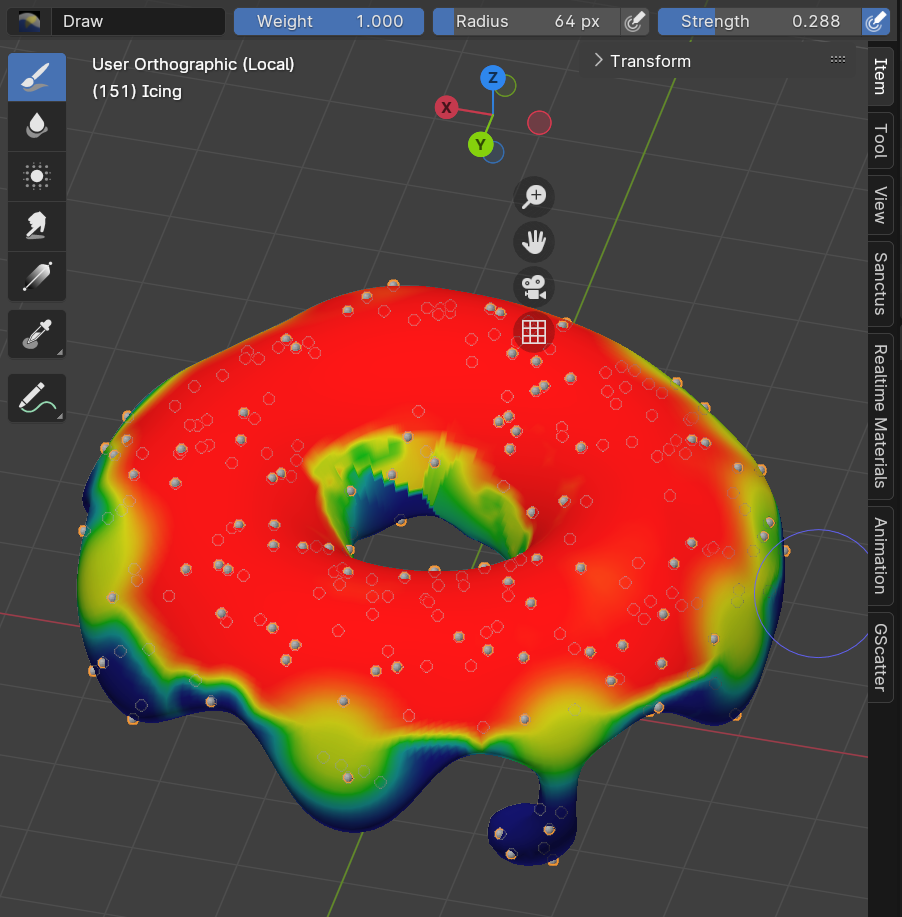 Draw Weight 1.000 Radius 64 px Strength 0.288
User Orthographic (Local)
(151) Icing
Transform
Z
X
Y
Item
Tool
View
Sanctus
Realtime Materials
Animation
GScatter